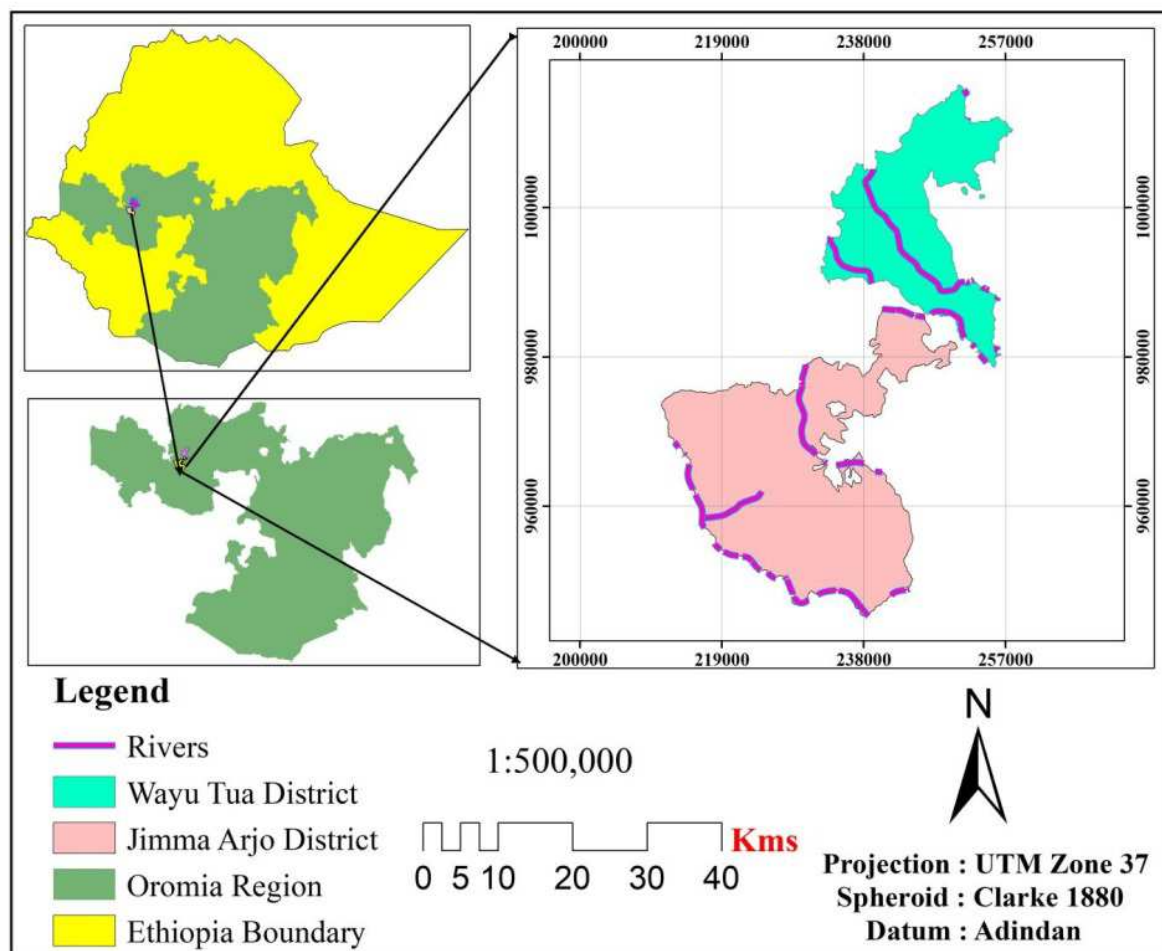 200000 219000 238000 257000
1000000 1000000
980000 980000
960000 960000
200000 219000 238000 257000
Legend
Rivers
Wayu Tua District
Jimma Arjo District
Oromia Region
Ethiopia Boundary
1:500,000
Kms
0 5 10 20 30 40
N
Projection : UTM Zone 37
Spheroid : Clarke 1880
Datum : Adindan